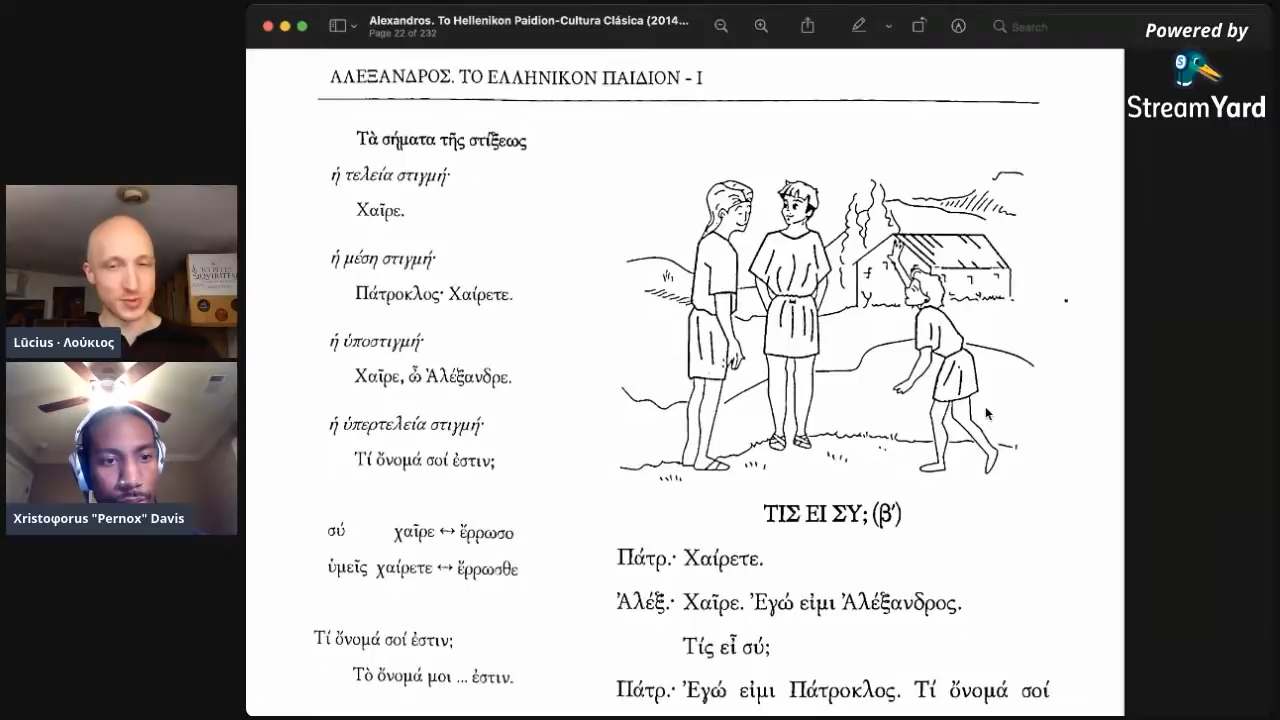 Alexandros. To Hellenikon Paidion-Cultura Clásica (2014...
Page 22 of 232
Search
Powered by
StreamYard
ΑΛΕΞΑΝΔΡΟΣ. ΤΟ ΕΛΛΗΝΙΚΟΝ ΠΑΙΔΙΟΝ - I
Τὰ σήματα τῆς στίξεως
ἡ τελεία στιγμή·
Χαῖρε.
ἡ μέση στιγμή·
Πάτροκλος· Χαίρετε.
ἡ ὑποστιγμή·
Χαῖρε, ὦ Ἀλέξανδρε.
ἡ ὑπερτελεία στιγμή·
Τί ὄνομά σοί ἐστιν;
σύ χαῖρε ↔ ἔρρωσο
ὑμεῖς χαίρετε ↔ ἔρρωσθε
Τί ὄνομά σοί ἐστιν;
Τὸ ὄνομά μοι ... ἐστιν.
ΤΙΣ ΕΙ ΣΥ; (β′)
Πάτρ.· Χαίρετε.
Ἀλέξ.· Χαῖρε. Ἐγώ εἰμι Ἀλέξανδρος.
Τίς εἶ σύ;
Πάτρ.· Ἐγώ εἰμι Πάτροκλος. Τί ὄνομά σοί
Lūcius · Λούκιος
Xristoφorus "Pernox" Davis